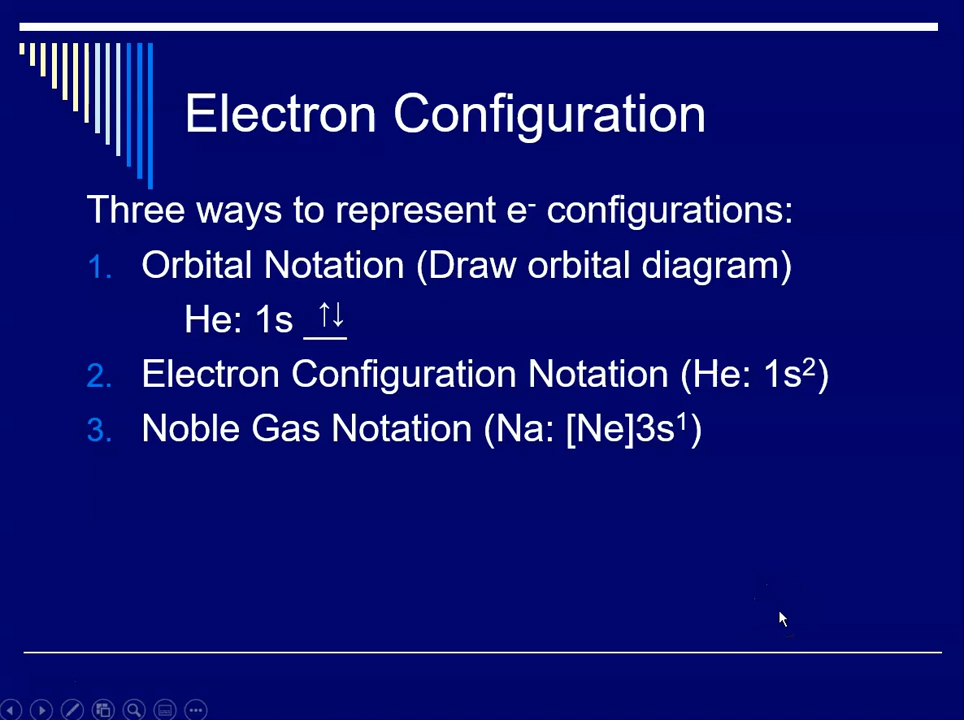 Electron Configuration
Three ways to represent e⁻ configurations:
1. Orbital Notation (Draw orbital diagram)
He: 1s ↑↓
2. Electron Configuration Notation (He: 1s²)
3. Noble Gas Notation (Na: [Ne]3s¹)